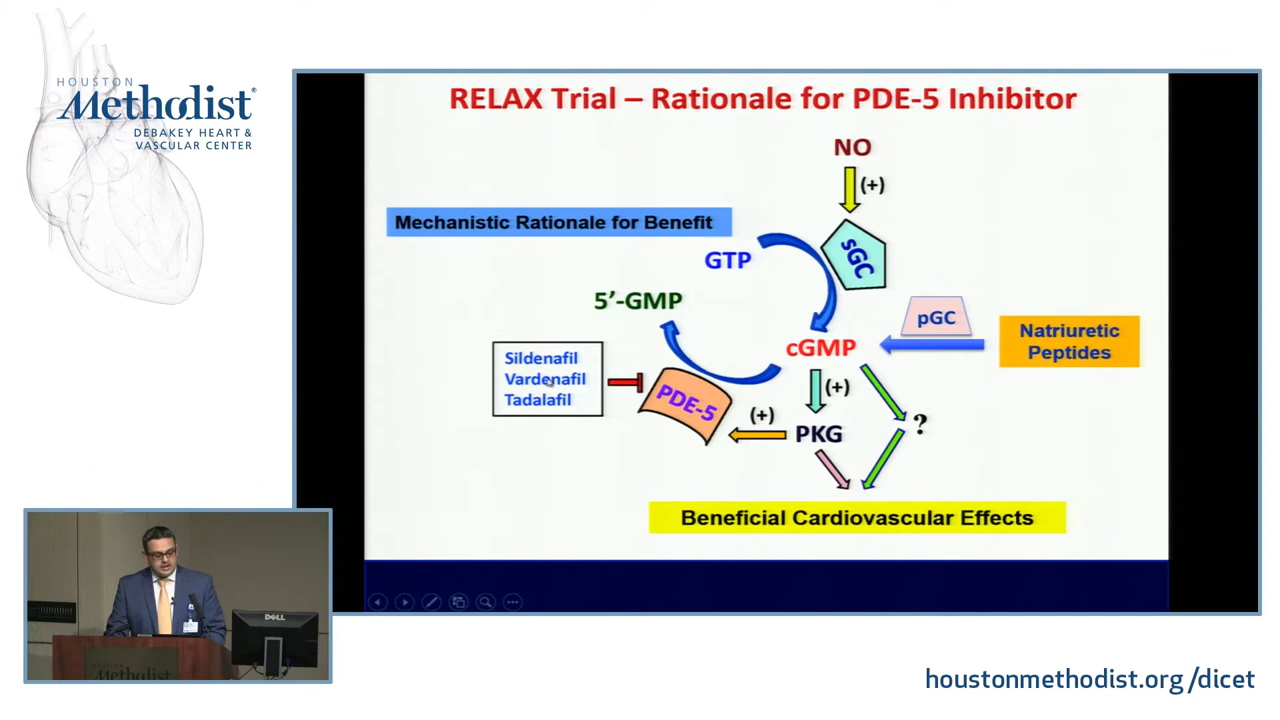 HOUSTON
Methodist®
DEBAKEY HEART &
VASCULAR CENTER
RELAX Trial – Rationale for PDE-5 Inhibitor
NO
(+)
Mechanistic Rationale for Benefit
sGC
GTP
5’-GMP
pGC
Natriuretic
Peptides
cGMP
Sildenafil
Vardenafil
Tadalafil
PDE-5
(+)
(+)
PKG
?
Beneficial Cardiovascular Effects
DELL
Methodist
houstonmethodist.org/dicet